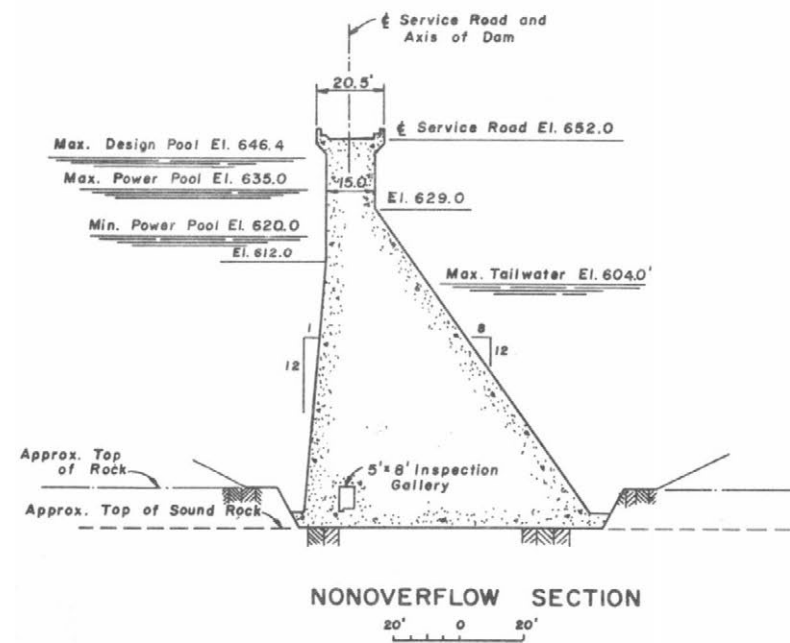 ℄ Service Road and
Axis of Dam
20.5'
℄ Service Road El. 652.0
Max. Design Pool El. 646.4
Max. Power Pool El. 635.0
15.0'
El. 629.0
Min. Power Pool El. 620.0
El. 612.0
Max. Tailwater El. 604.0'
1
12
8
12
Approx. Top
of Rock
5'x 8' Inspection
Gallery
Approx. Top of Sound Rock
NONOVERFLOW SECTION
20' 0 20'